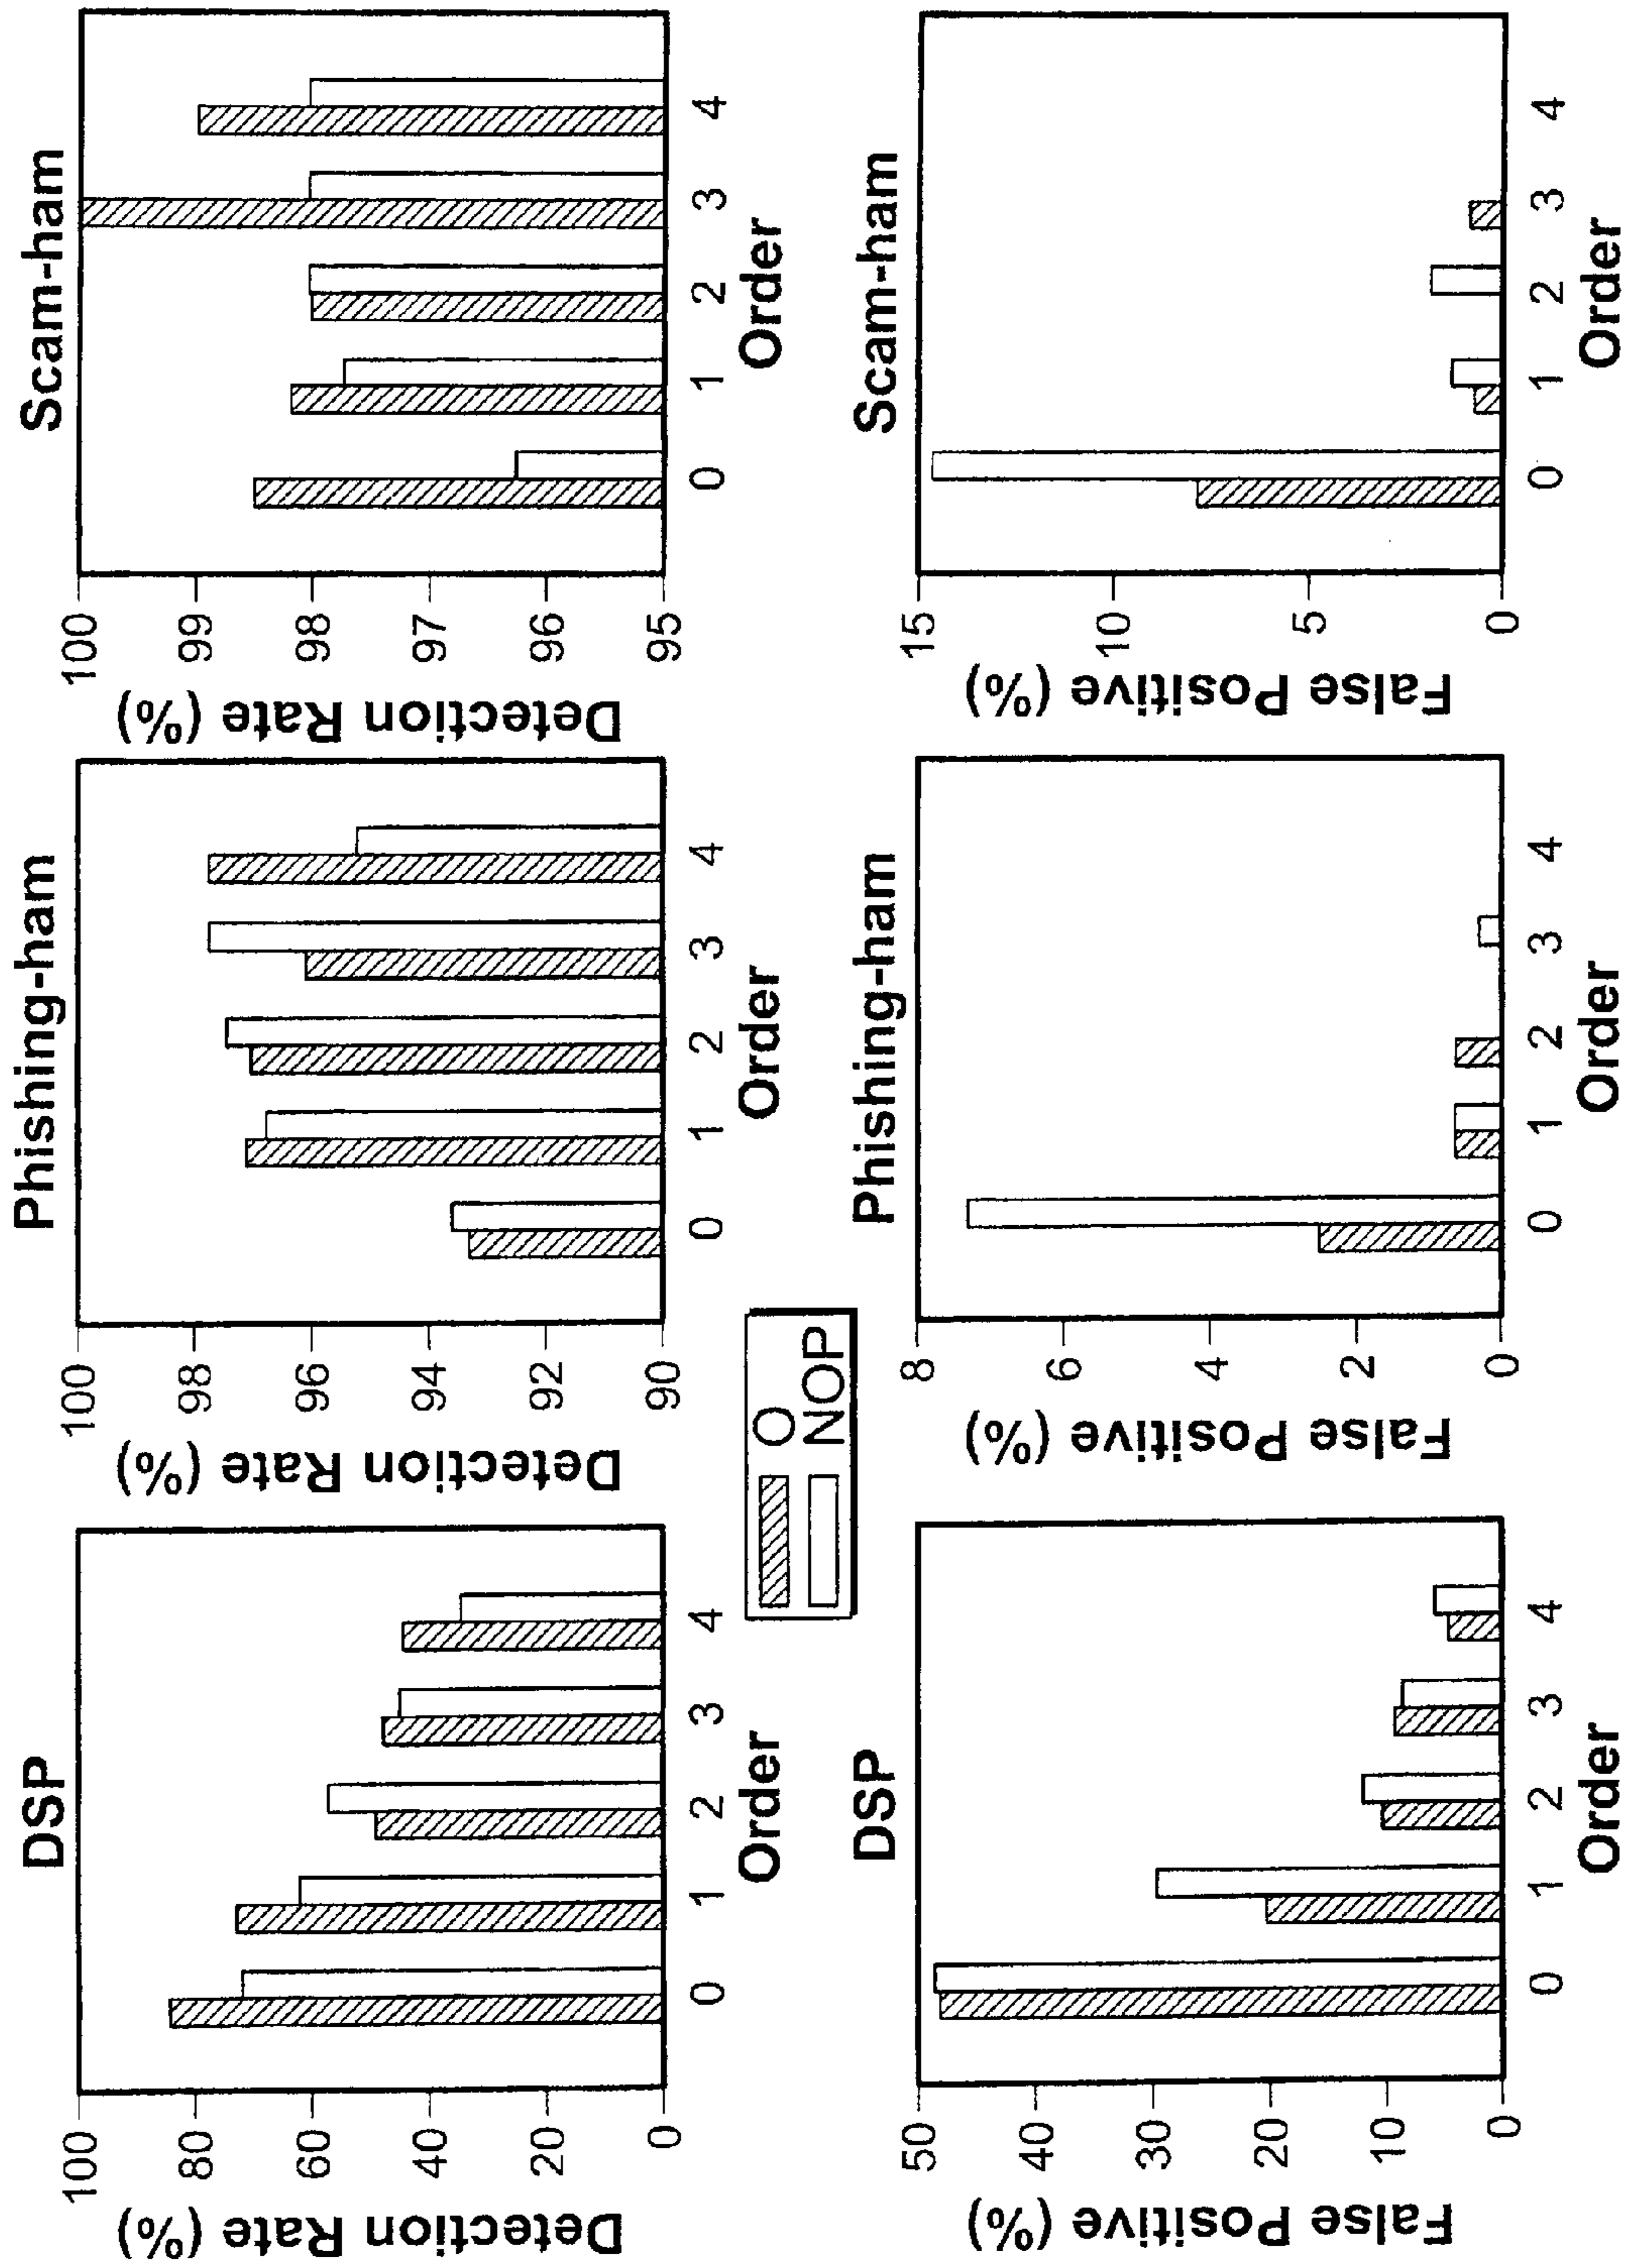 DSP
Detection Rate (%)
100
80
60
40
20
0
0 1 2 3 4
Order
Phishing-ham
Detection Rate (%)
100
98
96
94
92
90
0 1 2 3 4
Order
Scam-ham
Detection Rate (%)
100
99
98
97
96
95
0 1 2 3 4
Order
O
NOP
DSP
False Positive (%)
50
40
30
20
10
0
0 1 2 3 4
Order
Phishing-ham
False Positive (%)
8
6
4
2
0
0 1 2 3 4
Order
Scam-ham
False Positive (%)
15
10
5
0
0 1 2 3 4
Order